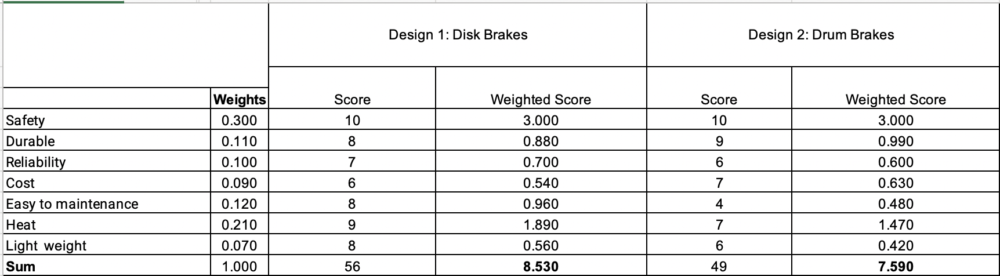 Design 1: Disk Brakes Design 2: Drum Brakes
Weights Score Weighted Score Score Weighted Score
Safety 0.300 10 3.000 10 3.000
Durable 0.110 8 0.880 9 0.990
Reliability 0.100 7 0.700 6 0.600
Cost 0.090 6 0.540 7 0.630
Easy to maintenance 0.120 8 0.960 4 0.480
Heat 0.210 9 1.890 7 1.470
Light weight 0.070 8 0.560 6 0.420
Sum 1.000 56 8.530 49 7.590